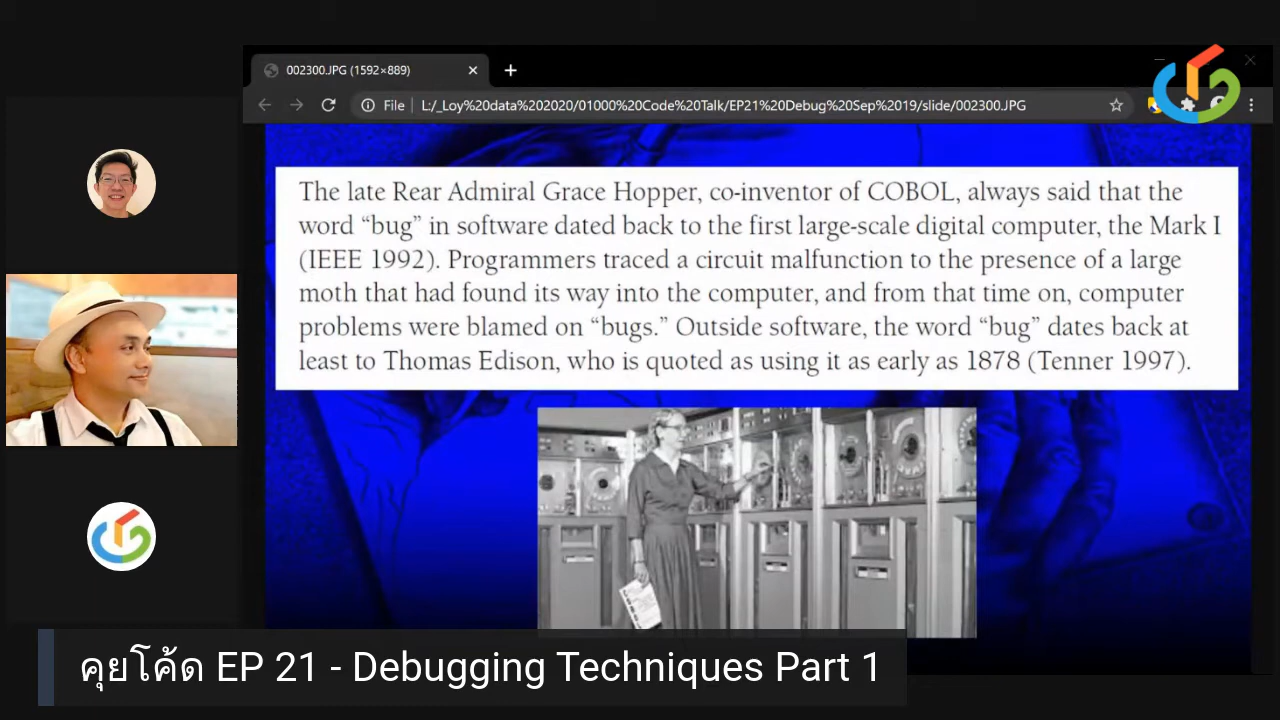 002300.JPG (1592×889)
File
L:/_Loy%20data%202020/01000%20Code%20Talk/EP21%20Debug%20Sep%2019/slide/002300.JPG
The late Rear Admiral Grace Hopper, co-inventor of COBOL, always said that the
word “bug” in software dated back to the first large-scale digital computer, the Mark I
(IEEE 1992). Programmers traced a circuit malfunction to the presence of a large
moth that had found its way into the computer, and from that time on, computer
problems were blamed on “bugs.” Outside software, the word “bug” dates back at
least to Thomas Edison, who is quoted as using it as early as 1878 (Tenner 1997).
คุยโค้ด EP 21 - Debugging Techniques Part 1